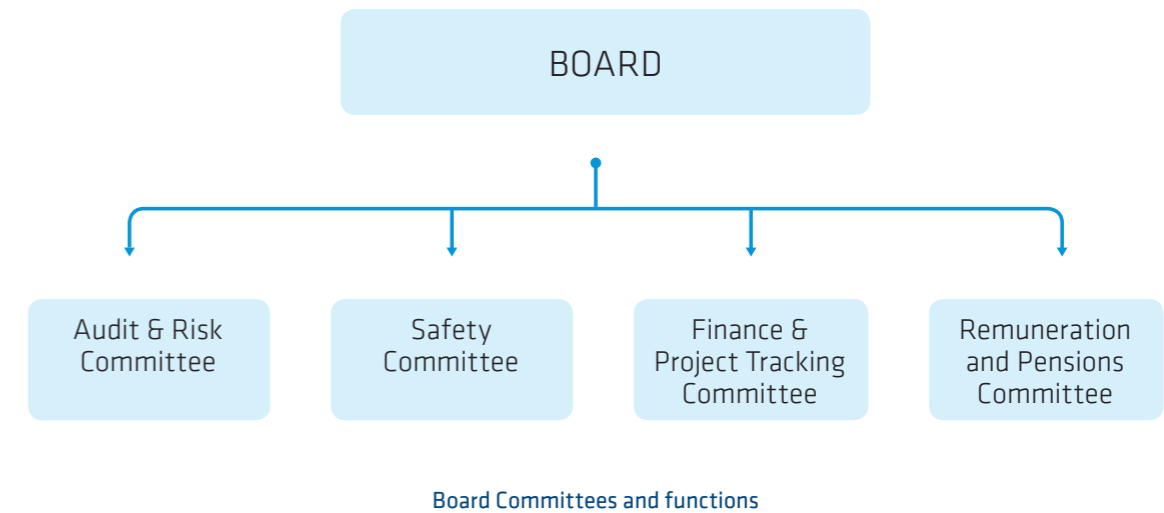 BOARD
Audit & Risk
Committee
Safety
Committee
Finance &
Project Tracking
Committee
Remuneration
and Pensions
Committee
Board Committees and functions